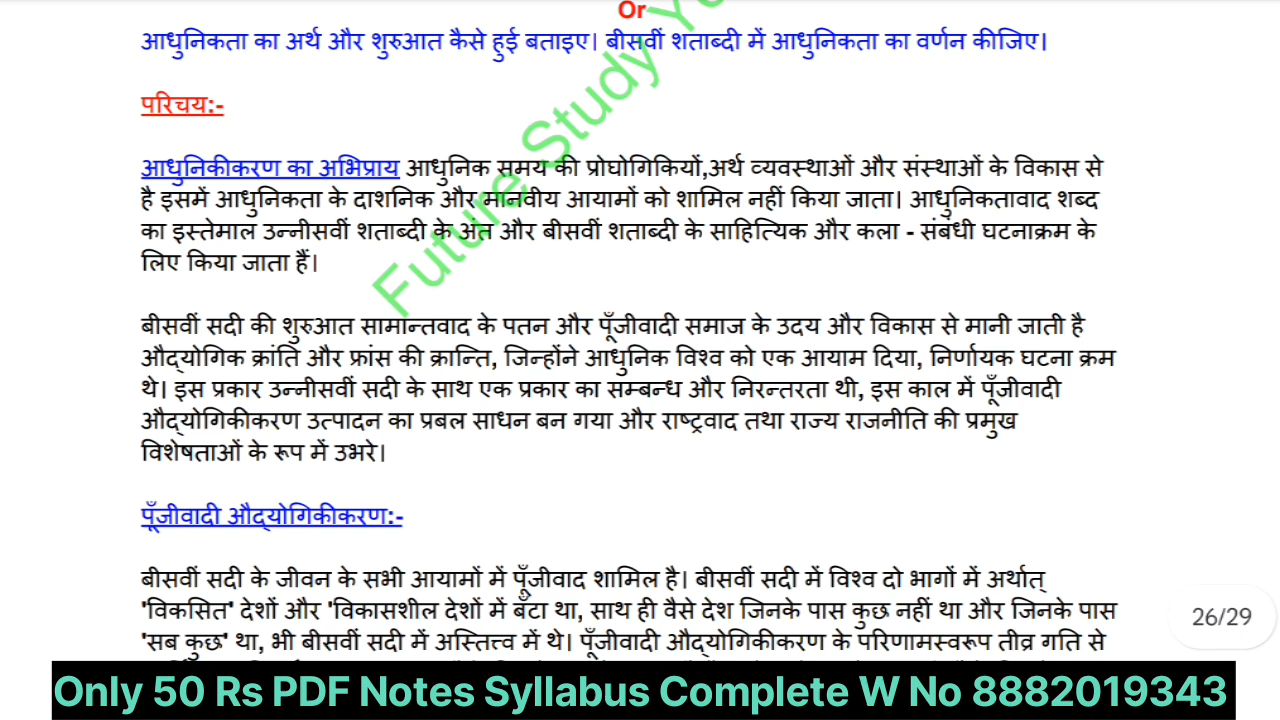 Or
आधुनिकता का अर्थ और शुरुआत कैसे हुई बताइए। बीसवीं शताब्दी में आधुनिकता का वर्णन कीजिए।
परिचय:-
आधुनिकीकरण का अभिप्राय आधुनिक समय की प्रोघोगिकियों,अर्थ व्यवस्थाओं और संस्थाओं के विकास से
है इसमें आधुनिकता के दाशनिक और मानवीय आयामों को शामिल नहीं किया जाता। आधुनिकतावाद शब्द
का इस्तेमाल उन्नीसवीं शताब्दी के अंत और बीसवीं शताब्दी के साहित्यिक और कला - संबंधी घटनाक्रम के
लिए किया जाता हैं।
बीसवीं सदी की शुरुआत सामान्तवाद के पतन और पूँजीवादी समाज के उदय और विकास से मानी जाती है
औद्योगिक क्रांति और फ्रांस की क्रान्ति, जिन्होंने आधुनिक विश्व को एक आयाम दिया, निर्णायक घटना क्रम
थे। इस प्रकार उन्नीसवीं सदी के साथ एक प्रकार का सम्बन्ध और निरन्तरता थी, इस काल में पूँजीवादी
औद्योगिकीकरण उत्पादन का प्रबल साधन बन गया और राष्ट्रवाद तथा राज्य राजनीति की प्रमुख
विशेषताओं के रूप में उभरे।
पूँजीवादी औद्योगिकीकरण:-
बीसवीं सदी के जीवन के सभी आयामों में पूँजीवाद शामिल है। बीसवीं सदी में विश्व दो भागों में अर्थात्
'विकसित' देशों और 'विकासशील देशों में बँटा था, साथ ही वैसे देश जिनके पास कुछ नहीं था और जिनके पास
'सब कुछ' था, भी बीसवीं सदी में अस्तित्त्व में थे। पूँजीवादी औद्योगिकीकरण के परिणामस्वरूप तीव्र गति से
Future Study
26/29
Only 50 Rs PDF Notes Syllabus Complete W No 8882019343